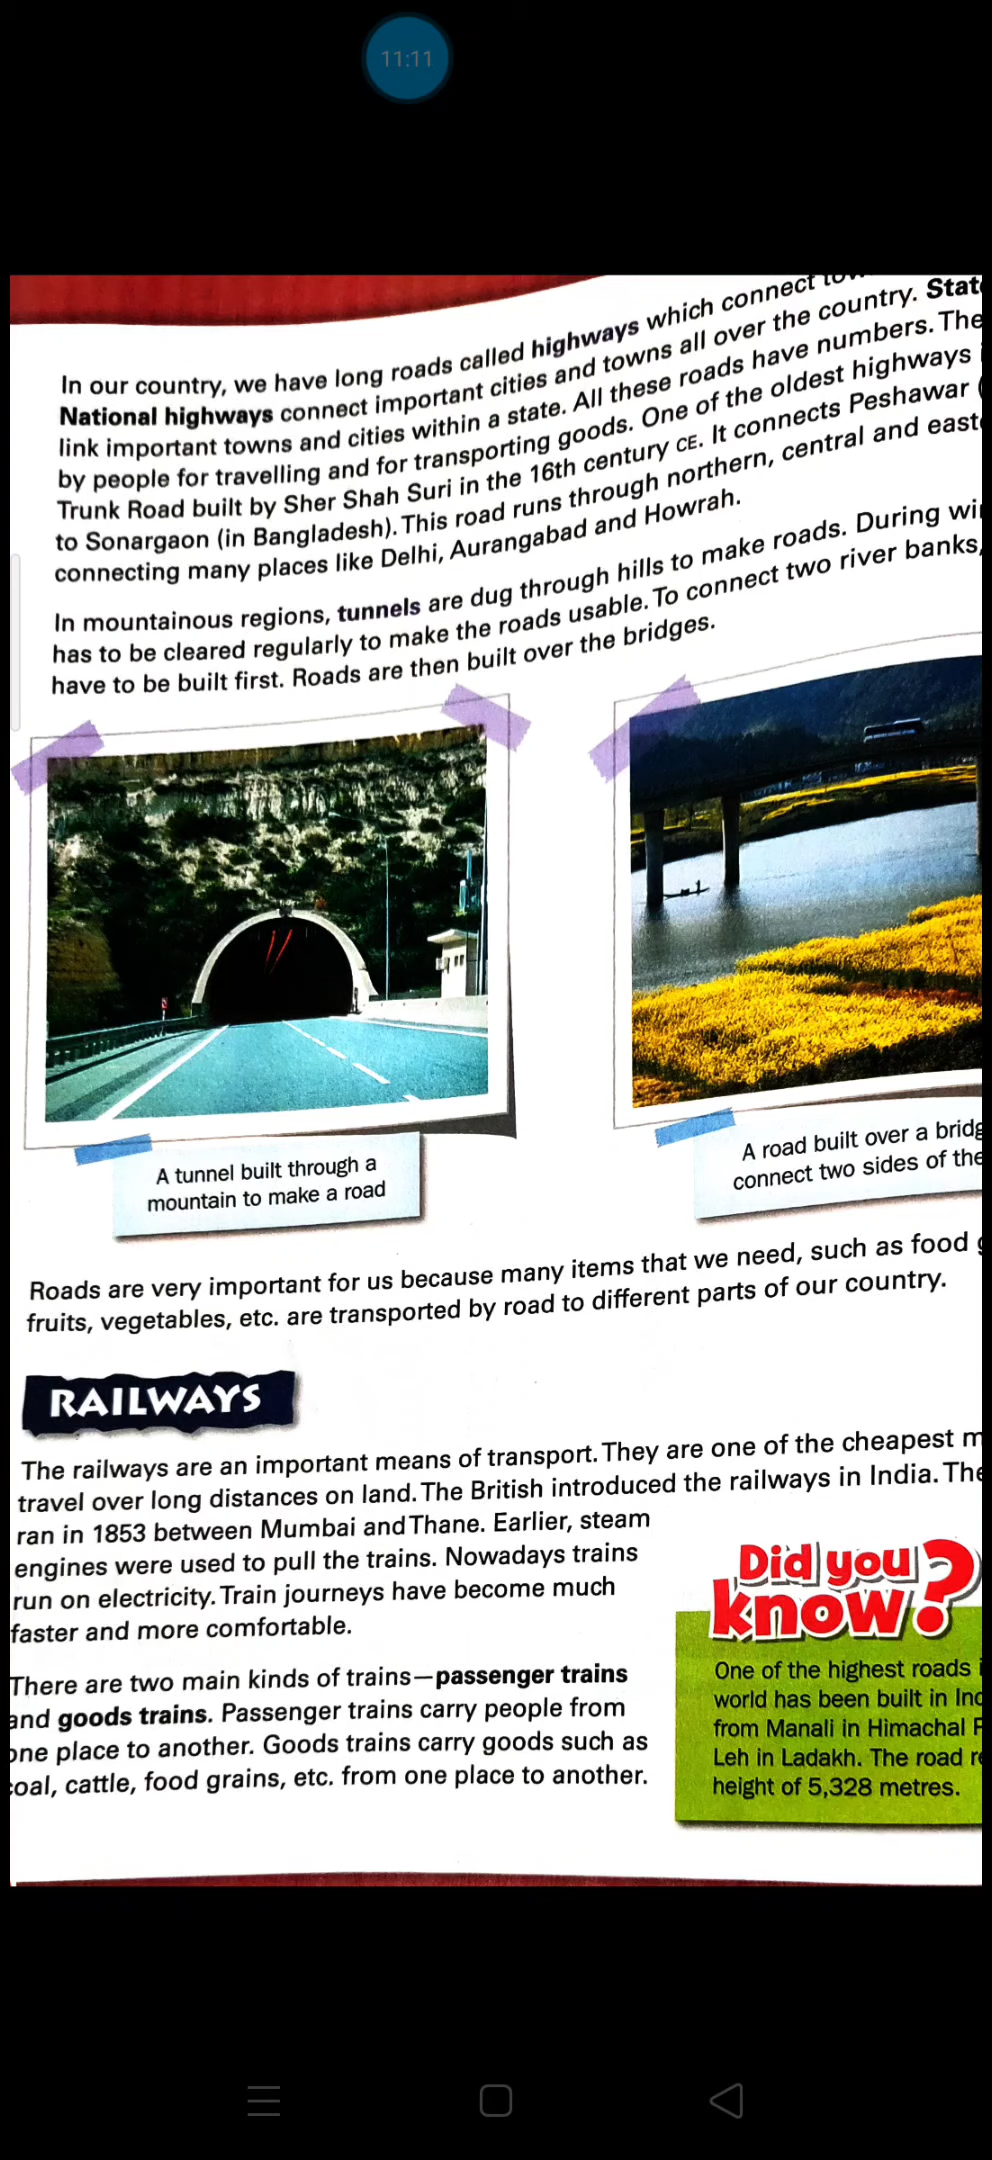 11:11
In our country, we have long roads called highways which connect
National highways connect important cities and towns all over the country.
link important towns and cities within a state. All these roads have numbers. The
by people for travelling and for transporting goods. One of the oldest highways
Trunk Road built by Sher Shah Suri in the 16th century CE. It connects Peshawar (
to Sonargaon (in Bangladesh). This road runs through northern, central and
connecting many places like Delhi, Aurangabad and Howrah.
In mountainous regions, tunnels are dug through hills to make roads. During
has to be cleared regularly to make the roads usable. To connect two river banks,
have to be built first. Roads are then built over the bridges.
A tunnel built through a
mountain to make a road
A road built over a
connect two sides of the
Roads are very important for us because many items that we need, such as food
fruits, vegetables, etc. are transported by road to different parts of our country.
RAILWAYS
The railways are an important means of transport. They are one of the cheapest
travel over long distances on land. The British introduced the railways in India. The
ran in 1853 between Mumbai and Thane. Earlier, steam
engines were used to pull the trains. Nowadays trains
run on electricity. Train journeys have become much
faster and more comfortable.
There are two main kinds of trains—passenger trains
and goods trains. Passenger trains carry people from
one place to another. Goods trains carry goods such as
coal, cattle, food grains, etc. from one place to another.
Did you
know?
One of the highest roads
world has been built in
from Manali in Himachal
Leh in Ladakh. The road
height of 5,328 metres.